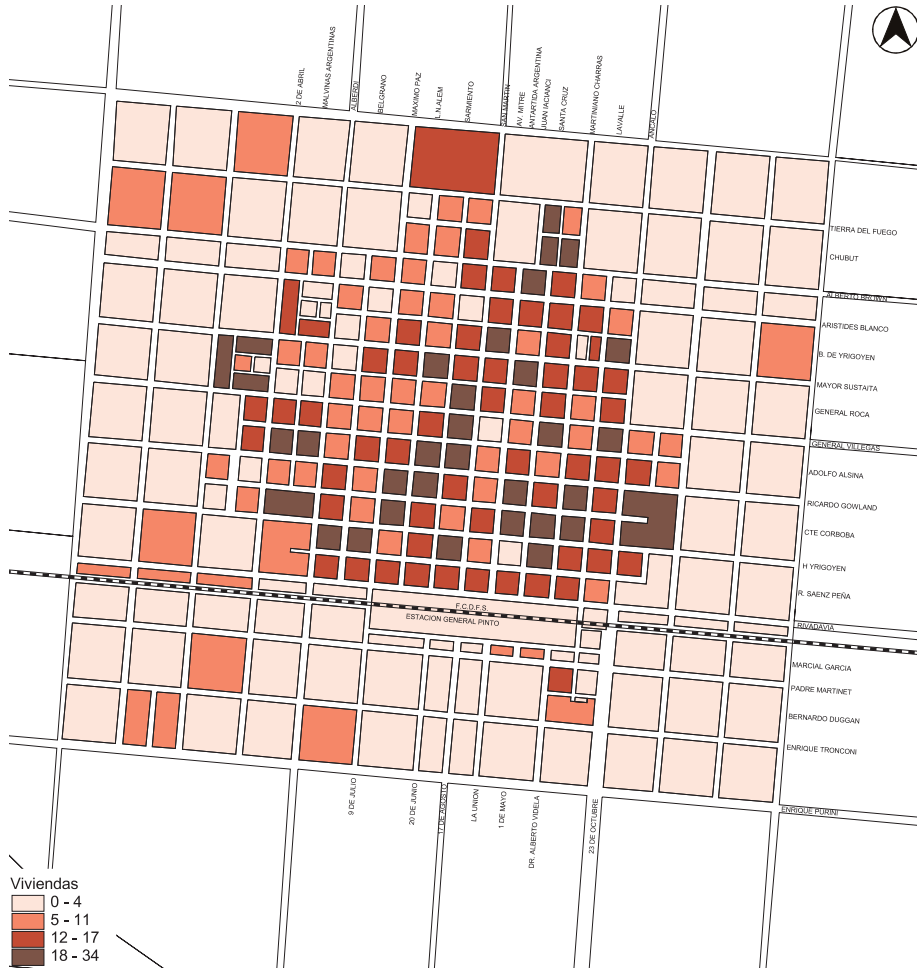 2 DE ABRIL
MALVINAS ARGENTINAS
ALBERDI
BELGRANO
MAXIMO PAZ
L.N.ALEM
SARMIENTO
SAN MARTIN
AV. MITRE
ANTARTIDA ARGENTINA
JUAN IACIANCI
SANTA CRUZ
MARTINIANO CHARRAS
LAVALLE
ANCALO
TIERRA DEL FUEGO
CHUBUT
ALBERTO BROWN
ARISTIDES BLANCO
B. DE YRIGOYEN
MAYOR SUSTAITA
GENERAL ROCA
GENERAL VILLEGAS
ADOLFO ALSINA
RICARDO GOWLAND
CTE CORBOBA
H YRIGOYEN
R. SAENZ PEÑA
RIVADAVIA
F.C.D.F.S.
ESTACION GENERAL PINTO
MARCIAL GARCIA
PADRE MARTINET
BERNARDO DUGGAN
ENRIQUE TRONCONI
ENRIQUE PURINI
9 DE JULIO
20 DE JUNIO
17 DE AGOSTO
LA UNION
1 DE MAYO
DR. ALBERTO VIDELA
23 DE OCTUBRE
Viviendas
0 - 4
5 - 11
12 - 17
18 - 34